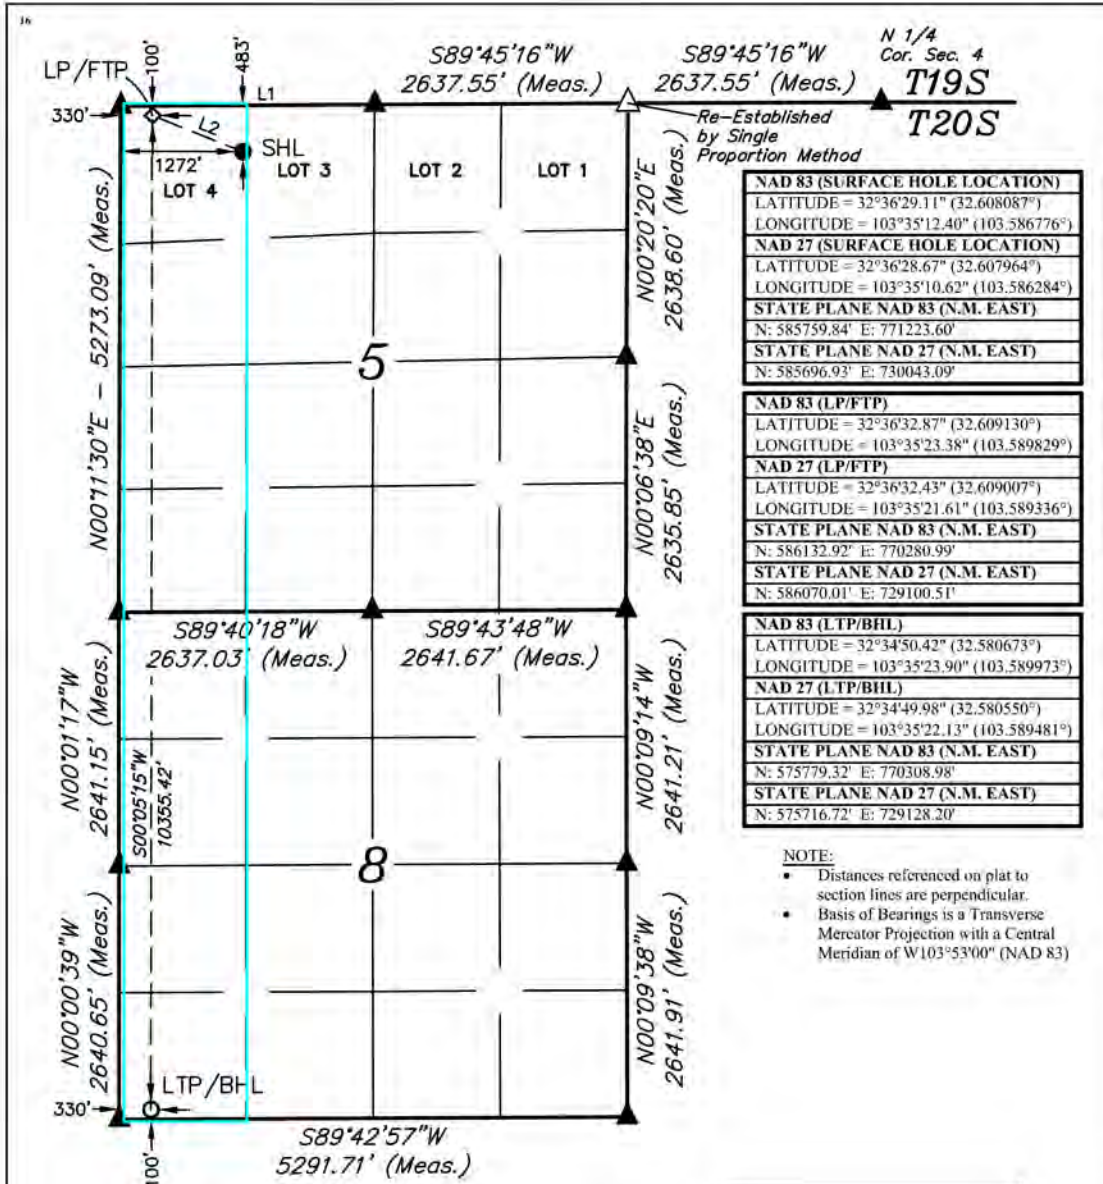 16
N 1/4
Cor. Sec. 4
T19S
T20S
S89°45'16"W
2637.55' (Meas.)
S89°45'16"W
2637.55' (Meas.)
LP/FTP
100'
483'
L1
330'
L2
SHL
1272'
LOT 4
LOT 3
LOT 2
LOT 1
Re-Established
by Single
Proportion Method
N00°11'30"E - 5273.09' (Meas.)
N00°20'20"E
2638.60' (Meas.)
5
N00°06'38"E
2635.85' (Meas.)
S89°40'18"W
2637.03' (Meas.)
S89°43'48"W
2641.67' (Meas.)
N00°01'17"W
2641.15' (Meas.)
S00°05'15"W
10355.42'
N00°09'14"W
2641.21' (Meas.)
8
N00°00'39"W
2640.65' (Meas.)
N00°09'38"W
2641.91' (Meas.)
LTP/BHL
330'
100'
S89°42'57"W
5291.71' (Meas.)
NAD 83 (SURFACE HOLE LOCATION)
LATITUDE = 32°36'29.11" (32.608087°)
LONGITUDE = 103°35'12.40" (103.586776°)
NAD 27 (SURFACE HOLE LOCATION)
LATITUDE = 32°36'28.67" (32.607964°)
LONGITUDE = 103°35'10.62" (103.586284°)
STATE PLANE NAD 83 (N.M. EAST)
N: 585759.84' E: 771223.60'
STATE PLANE NAD 27 (N.M. EAST)
N: 585696.93' E: 730043.09'
NAD 83 (LP/FTP)
LATITUDE = 32°36'32.87" (32.609130°)
LONGITUDE = 103°35'23.38" (103.589829°)
NAD 27 (LP/FTP)
LATITUDE = 32°36'32.43" (32.609007°)
LONGITUDE = 103°35'21.61" (103.589336°)
STATE PLANE NAD 83 (N.M. EAST)
N: 586132.92' E: 770280.99'
STATE PLANE NAD 27 (N.M. EAST)
N: 586070.01' E: 729100.51'
NAD 83 (LTP/BHL)
LATITUDE = 32°34'50.42" (32.580673°)
LONGITUDE = 103°35'23.90" (103.589973°)
NAD 27 (LTP/BHL)
LATITUDE = 32°34'49.98" (32.580550°)
LONGITUDE = 103°35'22.13" (103.589481°)
STATE PLANE NAD 83 (N.M. EAST)
N: 575779.32' E: 770308.98'
STATE PLANE NAD 27 (N.M. EAST)
N: 575716.72' E: 729128.20'
NOTE:
• Distances referenced on plat to
section lines are perpendicular.
• Basis of Bearings is a Transverse
Mercator Projection with a Central
Meridian of W103°53'00" (NAD 83)